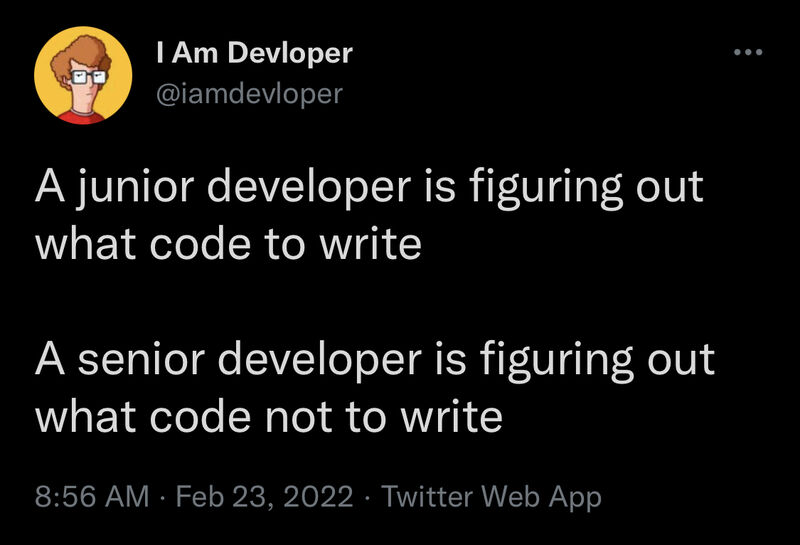 I Am Devloper
@iamdevloper
A junior developer is figuring out
what code to write
A senior developer is figuring out
what code not to write
8:56 AM · Feb 23, 2022 · Twitter Web App